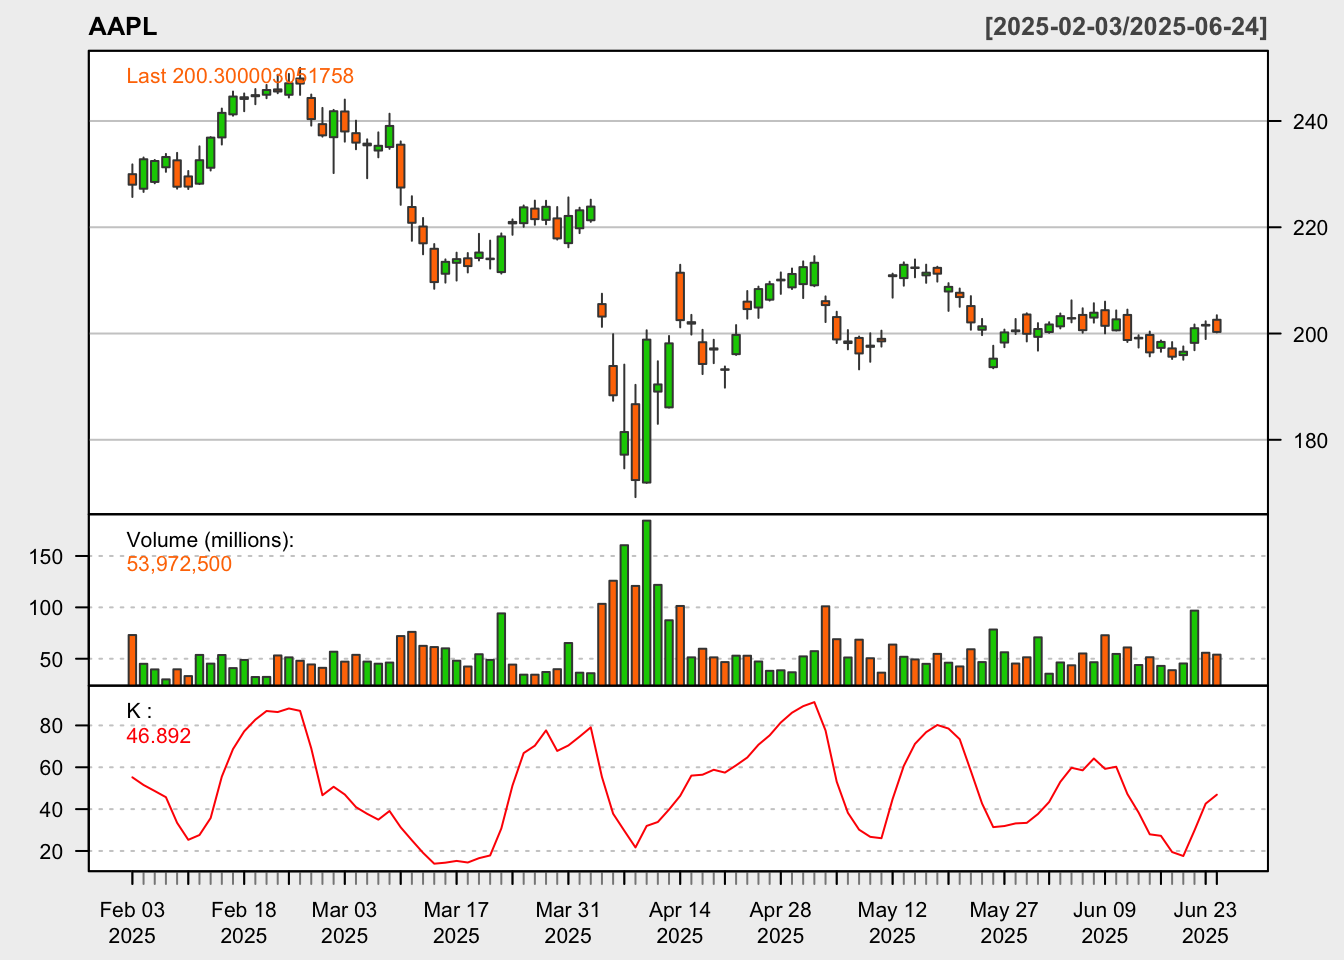 AAPL [2025-02-03/2025-06-24]
Last 200.300003051758
240
220
200
180
Volume (millions):
53,972,500
150
100
50
K :
46.892
80
60
40
20
Feb 03 Feb 18 Mar 03 Mar 17 Mar 31 Apr 14 Apr 28 May 12 May 27 Jun 09 Jun 23
2025 2025 2025 2025 2025 2025 2025 2025 2025 2025 2025